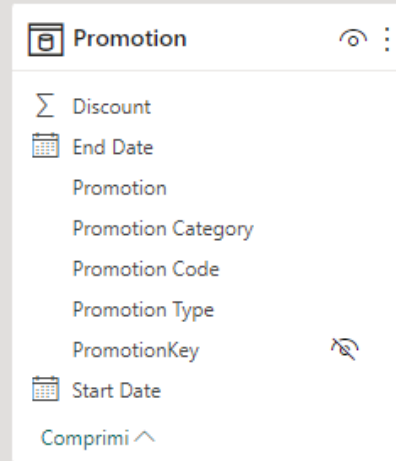 Promotion
Discount
End Date
Promotion
Promotion Category
Promotion Code
Promotion Type
PromotionKey
Start Date
Comprimi